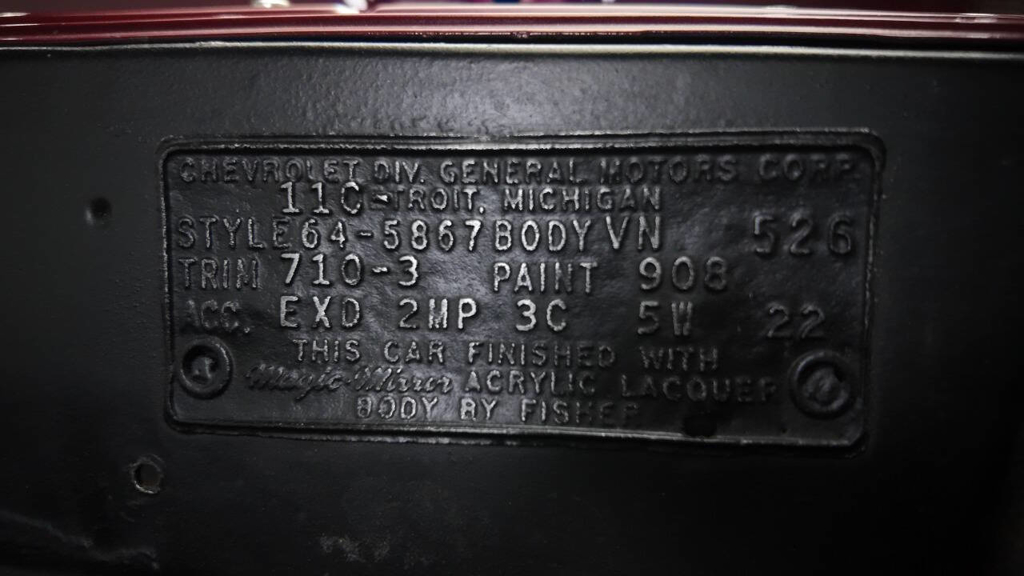 CHEVROLET DIV. GENERAL MOTORS CORP.
11C-TROIT, MICHIGAN
STYLE 64-5867 BODY VN 526
TRIM 710-3 PAINT 908
ACC. EXD 2MP 3C 5W 22
THIS CAR FINISHED WITH
Magic-Mirror ACRYLIC LACQUER
BODY BY FISHER